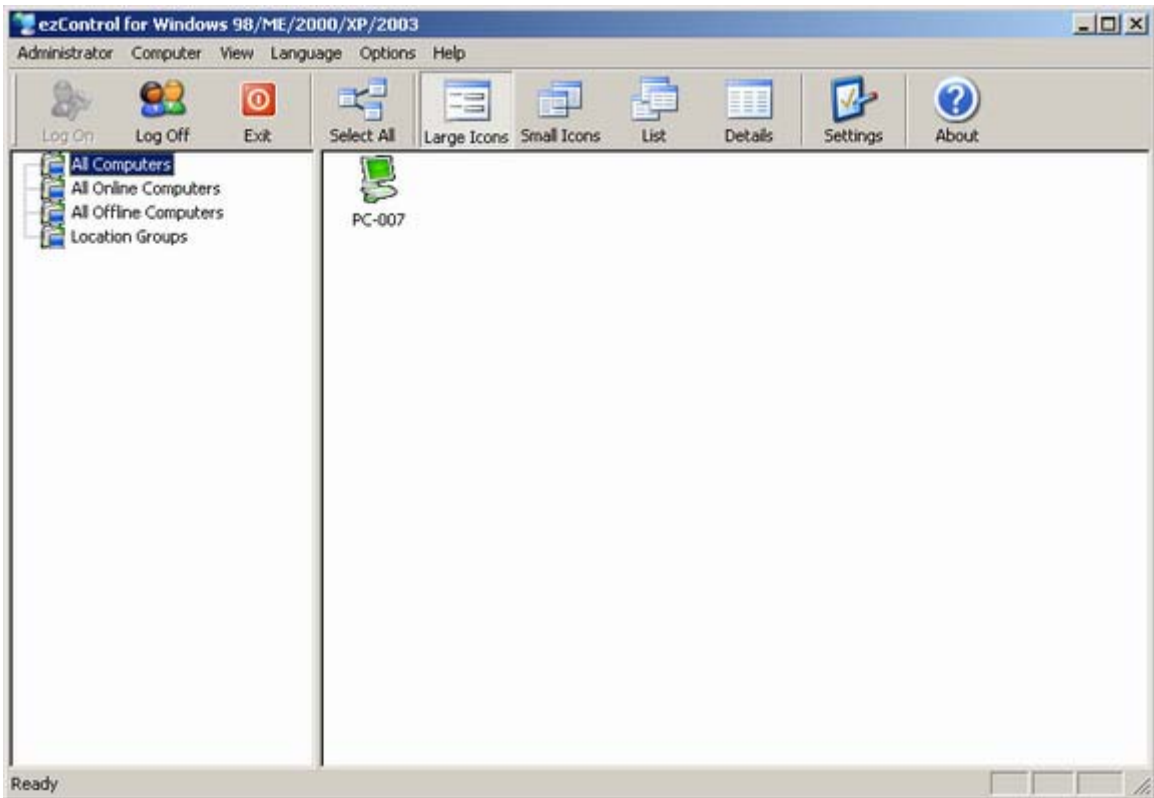 ezControl for Windows 98/ME/2000/XP/2003
Administrator Computer View Language Options Help
Log On Log Off Exit Select All Large Icons Small Icons List Details Settings About
All Computers
All Online Computers
All Offline Computers
Location Groups
PC-007
Ready